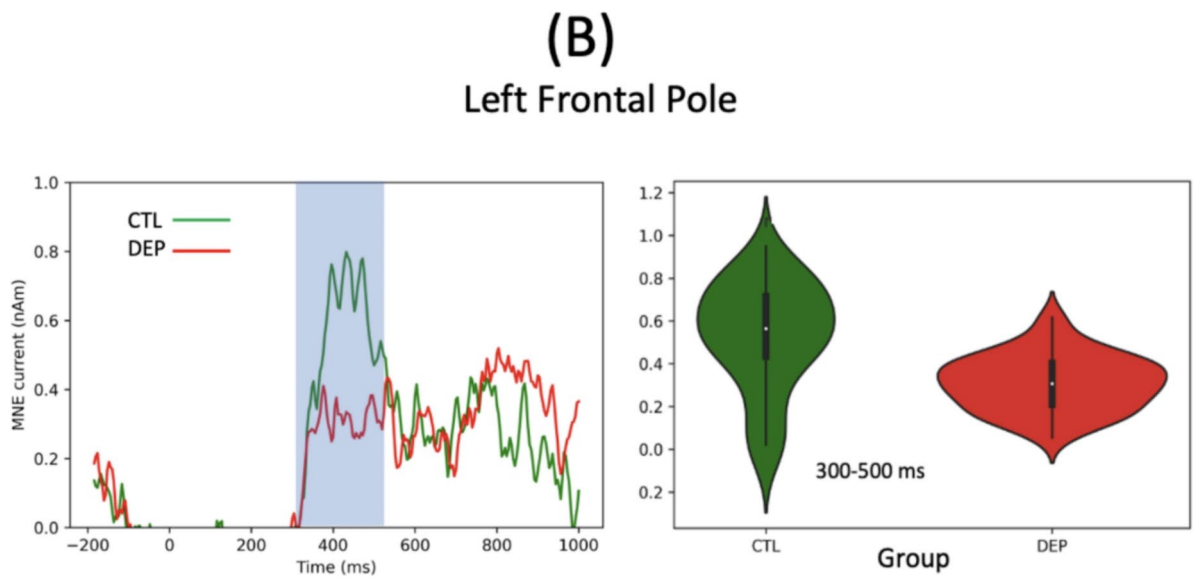 (B)
Left Frontal Pole
1.0
0.8
0.6
0.4
0.2
0.0
MNE current (nAm)
CTL
DEP
−200 0 200 400 600 800 1000
Time (ms)
1.2
1.0
0.8
0.6
0.4
0.2
0.0
0.2
300-500 ms
CTL DEP
Group